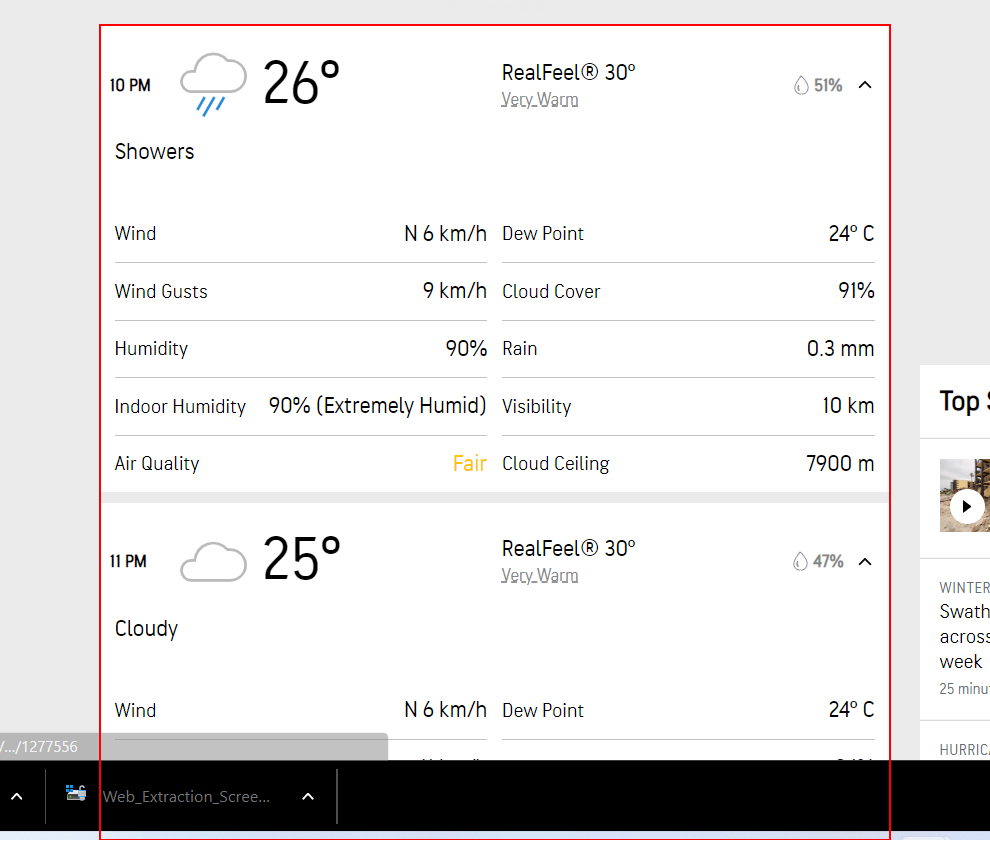 10 PM 26° RealFeel® 30° 51%
Very Warm
Showers
Wind N 6 km/h Dew Point 24° C
Wind Gusts 9 km/h Cloud Cover 91%
Humidity 90% Rain 0.3 mm
Indoor Humidity 90% (Extremely Humid) Visibility 10 km
Air Quality Fair Cloud Ceiling 7900 m
11 PM 25° RealFeel® 30° 47%
Very Warm
Cloudy
Wind N 6 km/h Dew Point 24° C
Top
WINTER
Swath
across
week
25 minu
HURRIC
/.../1277556
Web_Extraction_Scree...